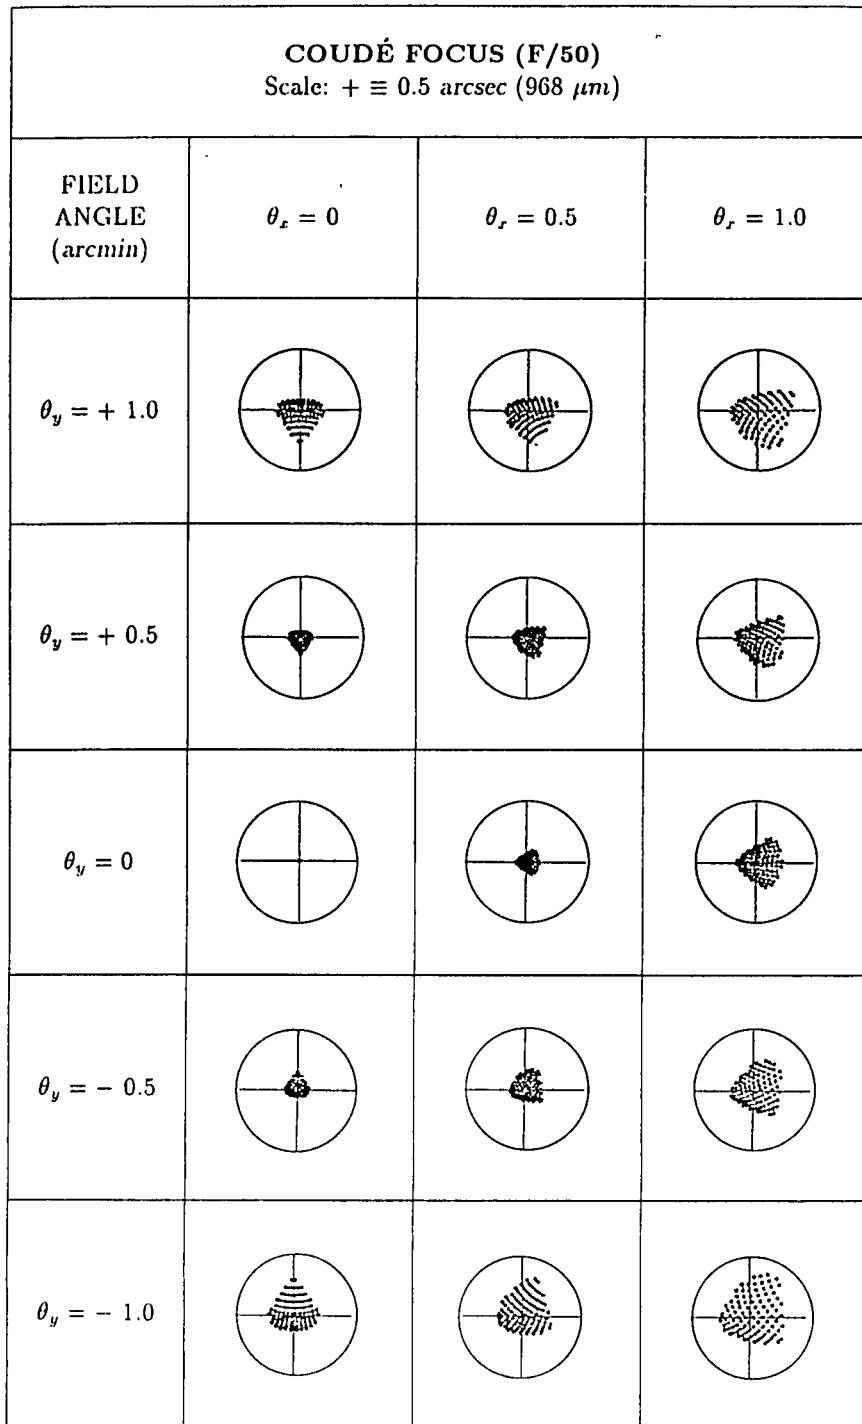 COUDÉ FOCUS (F/50)
Scale: + ≡ 0.5 arcsec (968 μm)
FIELD
ANGLE
(arcmin)
θx = 0
θx = 0.5
θx = 1.0
θy = + 1.0
θy = + 0.5
θy = 0
θy = − 0.5
θy = − 1.0